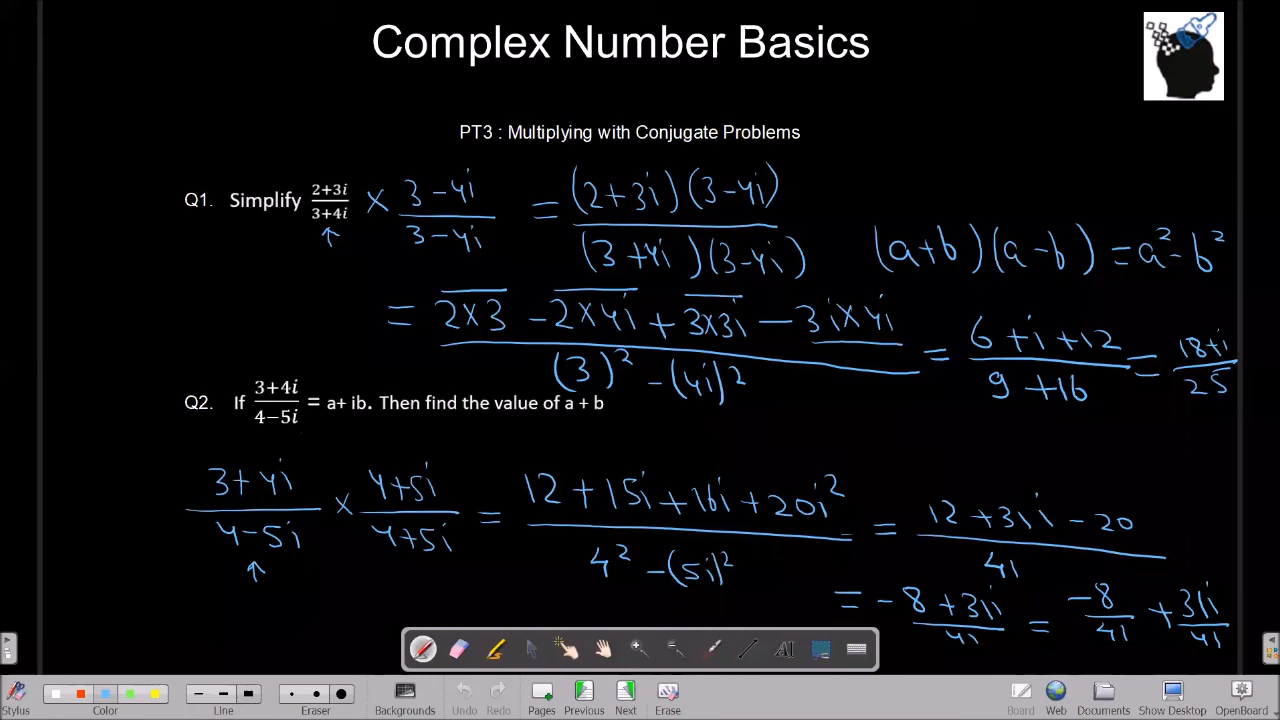 Complex Number Basics
PT3 : Multiplying with Conjugate Problems
Q1. Simplify (2+3i)/(3+4i) × (3-4i)/(3-4i) = (2+3i)(3-4i)/(3+4i)(3-4i)
(a+b)(a-b) = a²-b²
= (2×3 - 2×4i + 3×3i - 3i×4i)/((3)² - (4i)²) = (6+i+12)/(9+16) = (18+i)/25
Q2. If (3+4i)/(4−5i) = a+ ib. Then find the value of a + b
(3+4i)/(4-5i) × (4+5i)/(4+5i) = (12+15i+16i+20i²)/(4² - (5i)²) = (12+31i-20)/41
= (-8+31i)/41 = -8/41 + 31i/41
Stylus
Color
Line
Eraser
Backgrounds
Undo
Redo
Pages
Previous
Next
Erase
Board
Web
Documents
Show Desktop
OpenBoard